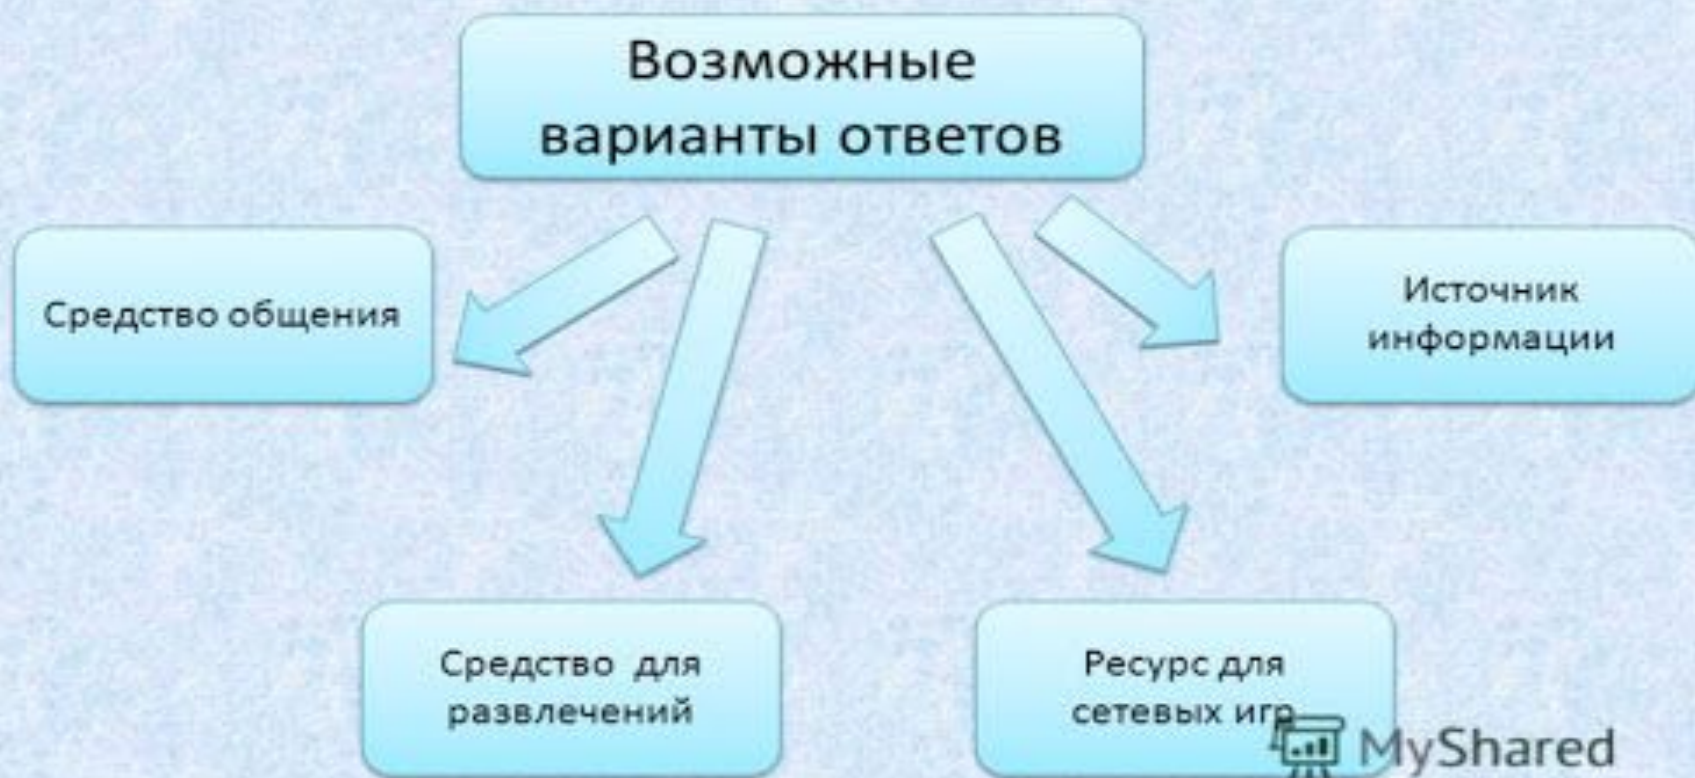 Возможные
варианты ответов
Средство общения
Источник
информации
Средство для
развлечений
Ресурс для
сетевых игр
MyShared